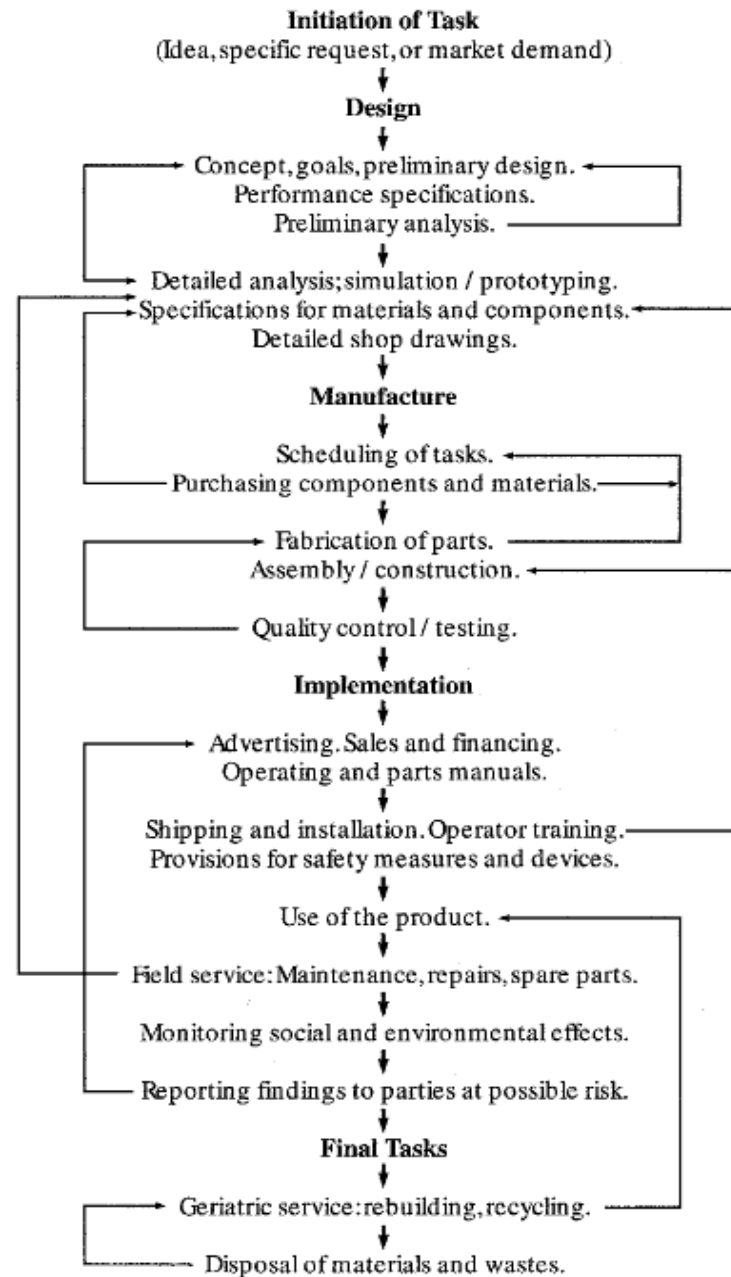 Initiation of Task
(Idea, specific request, or market demand)
Design
Concept, goals, preliminary design.
Performance specifications.
Preliminary analysis.
Detailed analysis; simulation / prototyping.
Specifications for materials and components.
Detailed shop drawings.
Manufacture
Scheduling of tasks.
Purchasing components and materials.
Fabrication of parts.
Assembly / construction.
Quality control / testing.
Implementation
Advertising. Sales and financing.
Operating and parts manuals.
Shipping and installation. Operator training.
Provisions for safety measures and devices.
Use of the product.
Field service: Maintenance, repairs, spare parts.
Monitoring social and environmental effects.
Reporting findings to parties at possible risk.
Final Tasks
Geriatric service: rebuilding, recycling.
Disposal of materials and wastes.